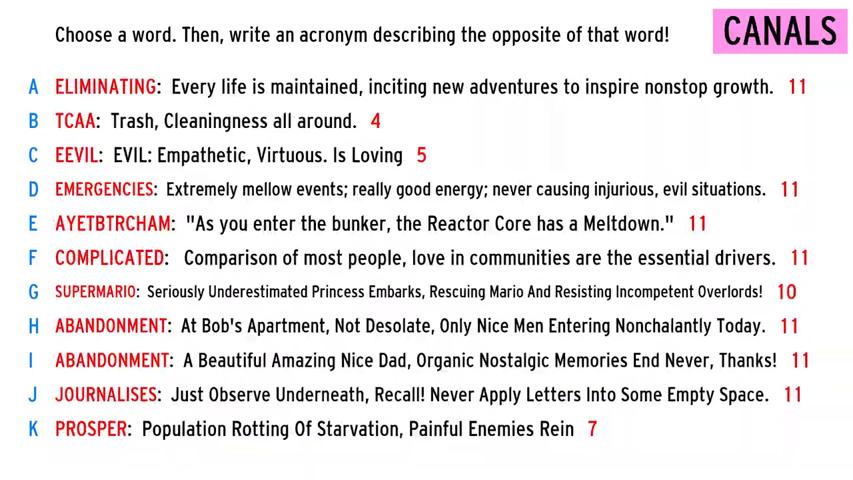 Choose a word. Then, write an acronym describing the opposite of that word!
CANALS
A ELIMINATING: Every life is maintained, inciting new adventures to inspire nonstop growth. 11
B TCAA: Trash, Cleaningness all around. 4
C EEVIL: EVIL: Empathetic, Virtuous. Is Loving 5
D EMERGENCIES: Extremely mellow events; really good energy; never causing injurious, evil situations. 11
E AYETBTRCHAM: "As you enter the bunker, the Reactor Core has a Meltdown." 11
F COMPLICATED: Comparison of most people, love in communities are the essential drivers. 11
G SUPERMARIO: Seriously Underestimated Princess Embarks, Rescuing Mario And Resisting Incompetent Overlords! 10
H ABANDONMENT: At Bob's Apartment, Not Desolate, Only Nice Men Entering Nonchalantly Today. 11
I ABANDONMENT: A Beautiful Amazing Nice Dad, Organic Nostalgic Memories End Never, Thanks! 11
J JOURNALISES: Just Observe Underneath, Recall! Never Apply Letters Into Some Empty Space. 11
K PROSPER: Population Rotting Of Starvation, Painful Enemies Rein 7